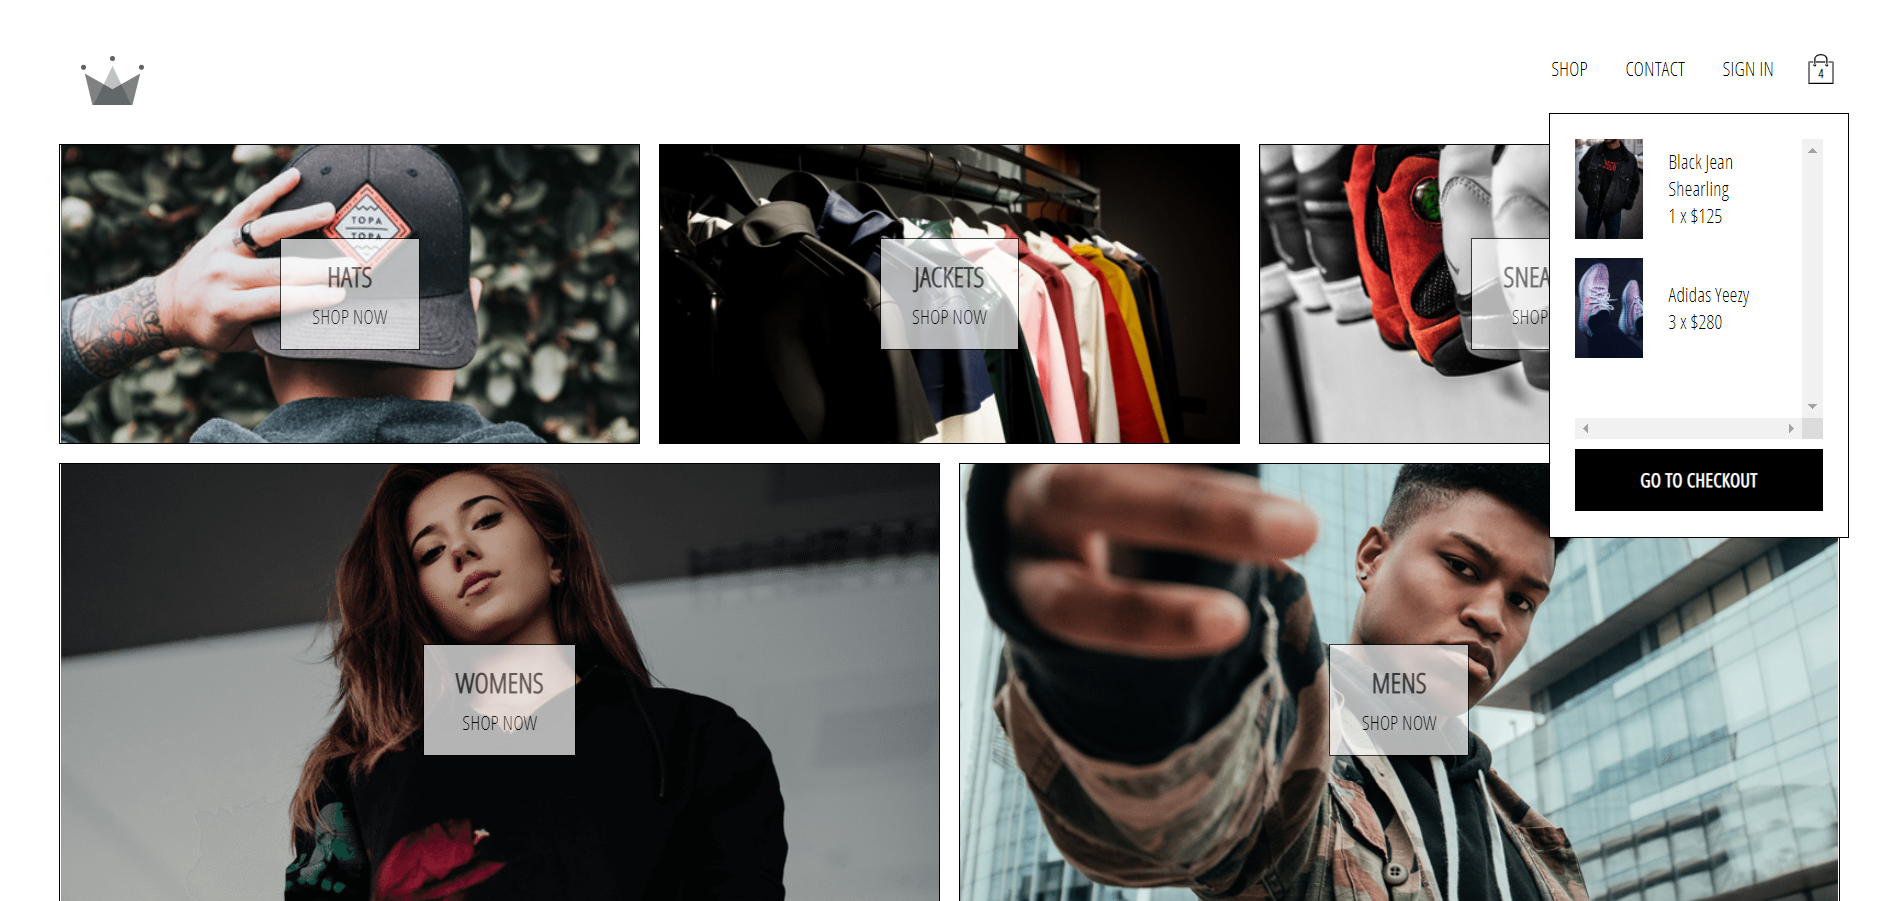 SHOP
CONTACT
SIGN IN
4
Black Jean
Shearling
1 x $125
Adidas Yeezy
3 x $280
GO TO CHECKOUT
TOPA
TOPA
HATS
SHOP NOW
JACKETS
SHOP NOW
SNEA
SHOP
WOMENS
SHOP NOW
MENS
SHOP NOW